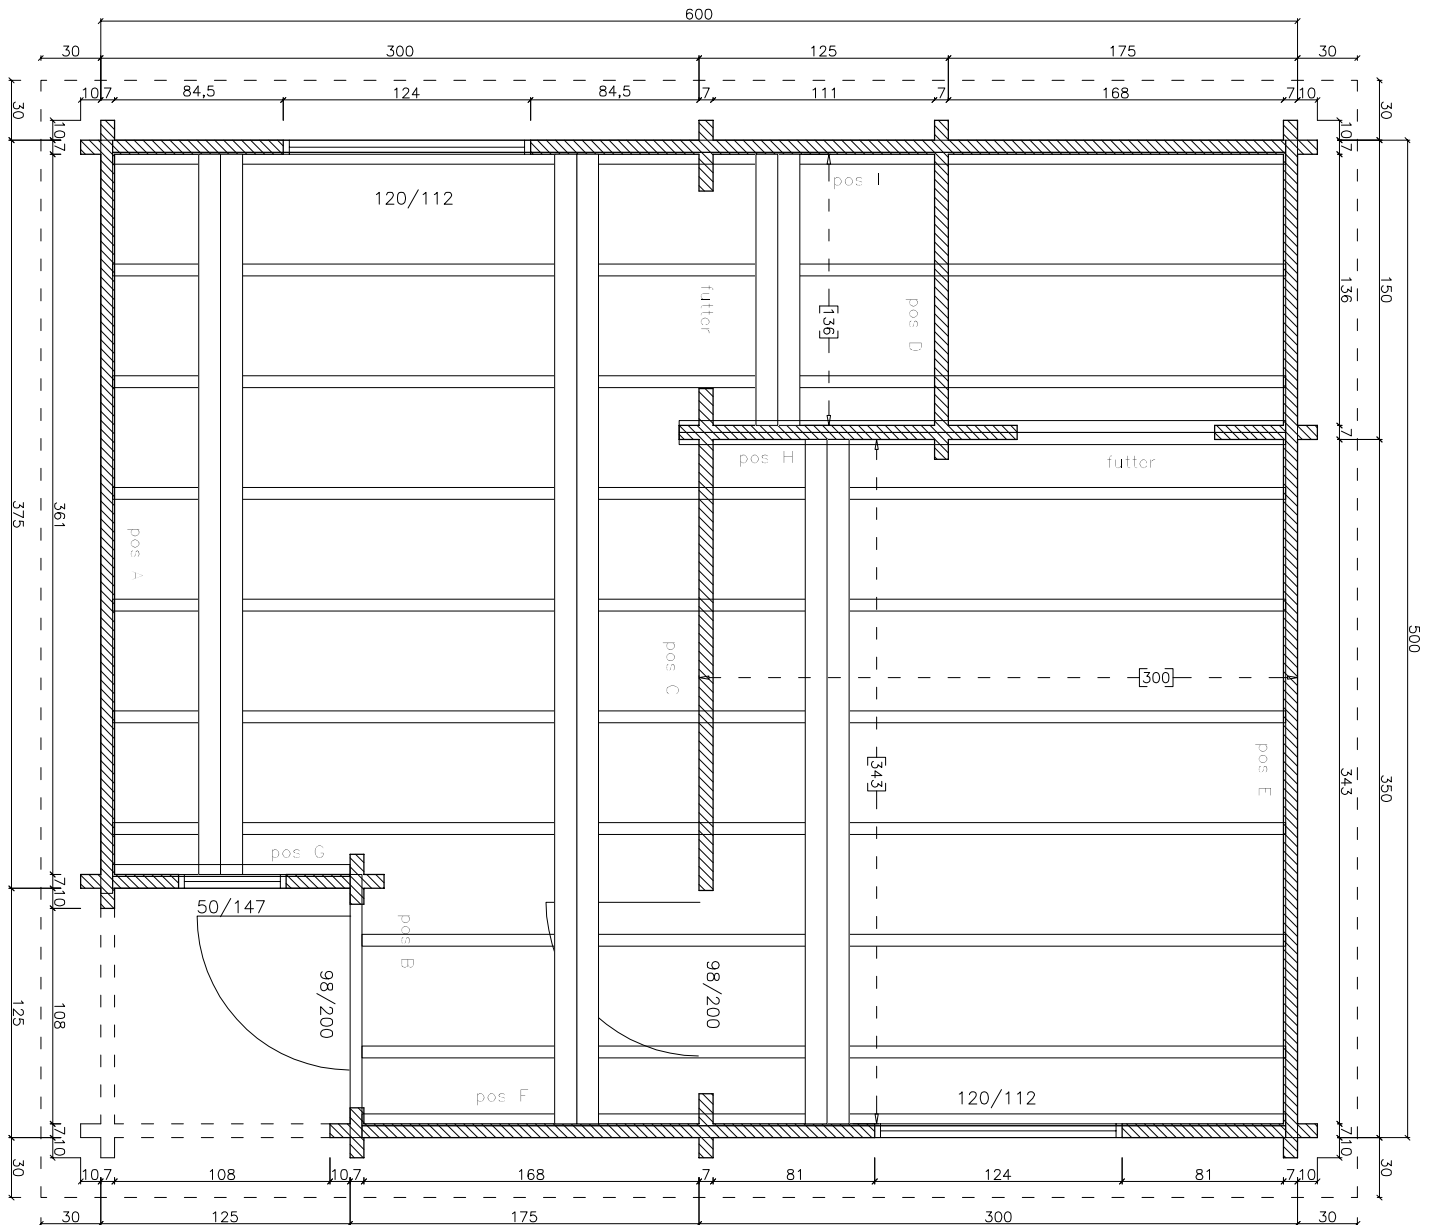 600
30 300 125 175 30
10 7 84,5 124 84,5 7 111 7 168 7 10
30
10 7
30
10 7
120/112
pos I
futter
[136]
pos D
136
150
pos H
futter
375
361
pos A
500
pos C
[300]
[343]
pos E
343
350
pos G
7 10
50/147
pos B
98/200
98/200
108
125
pos F
120/112
7 10
30
7 10
30
10 7 108 10 7 168 7 81 124 81 7 10
30 125 175 300 30